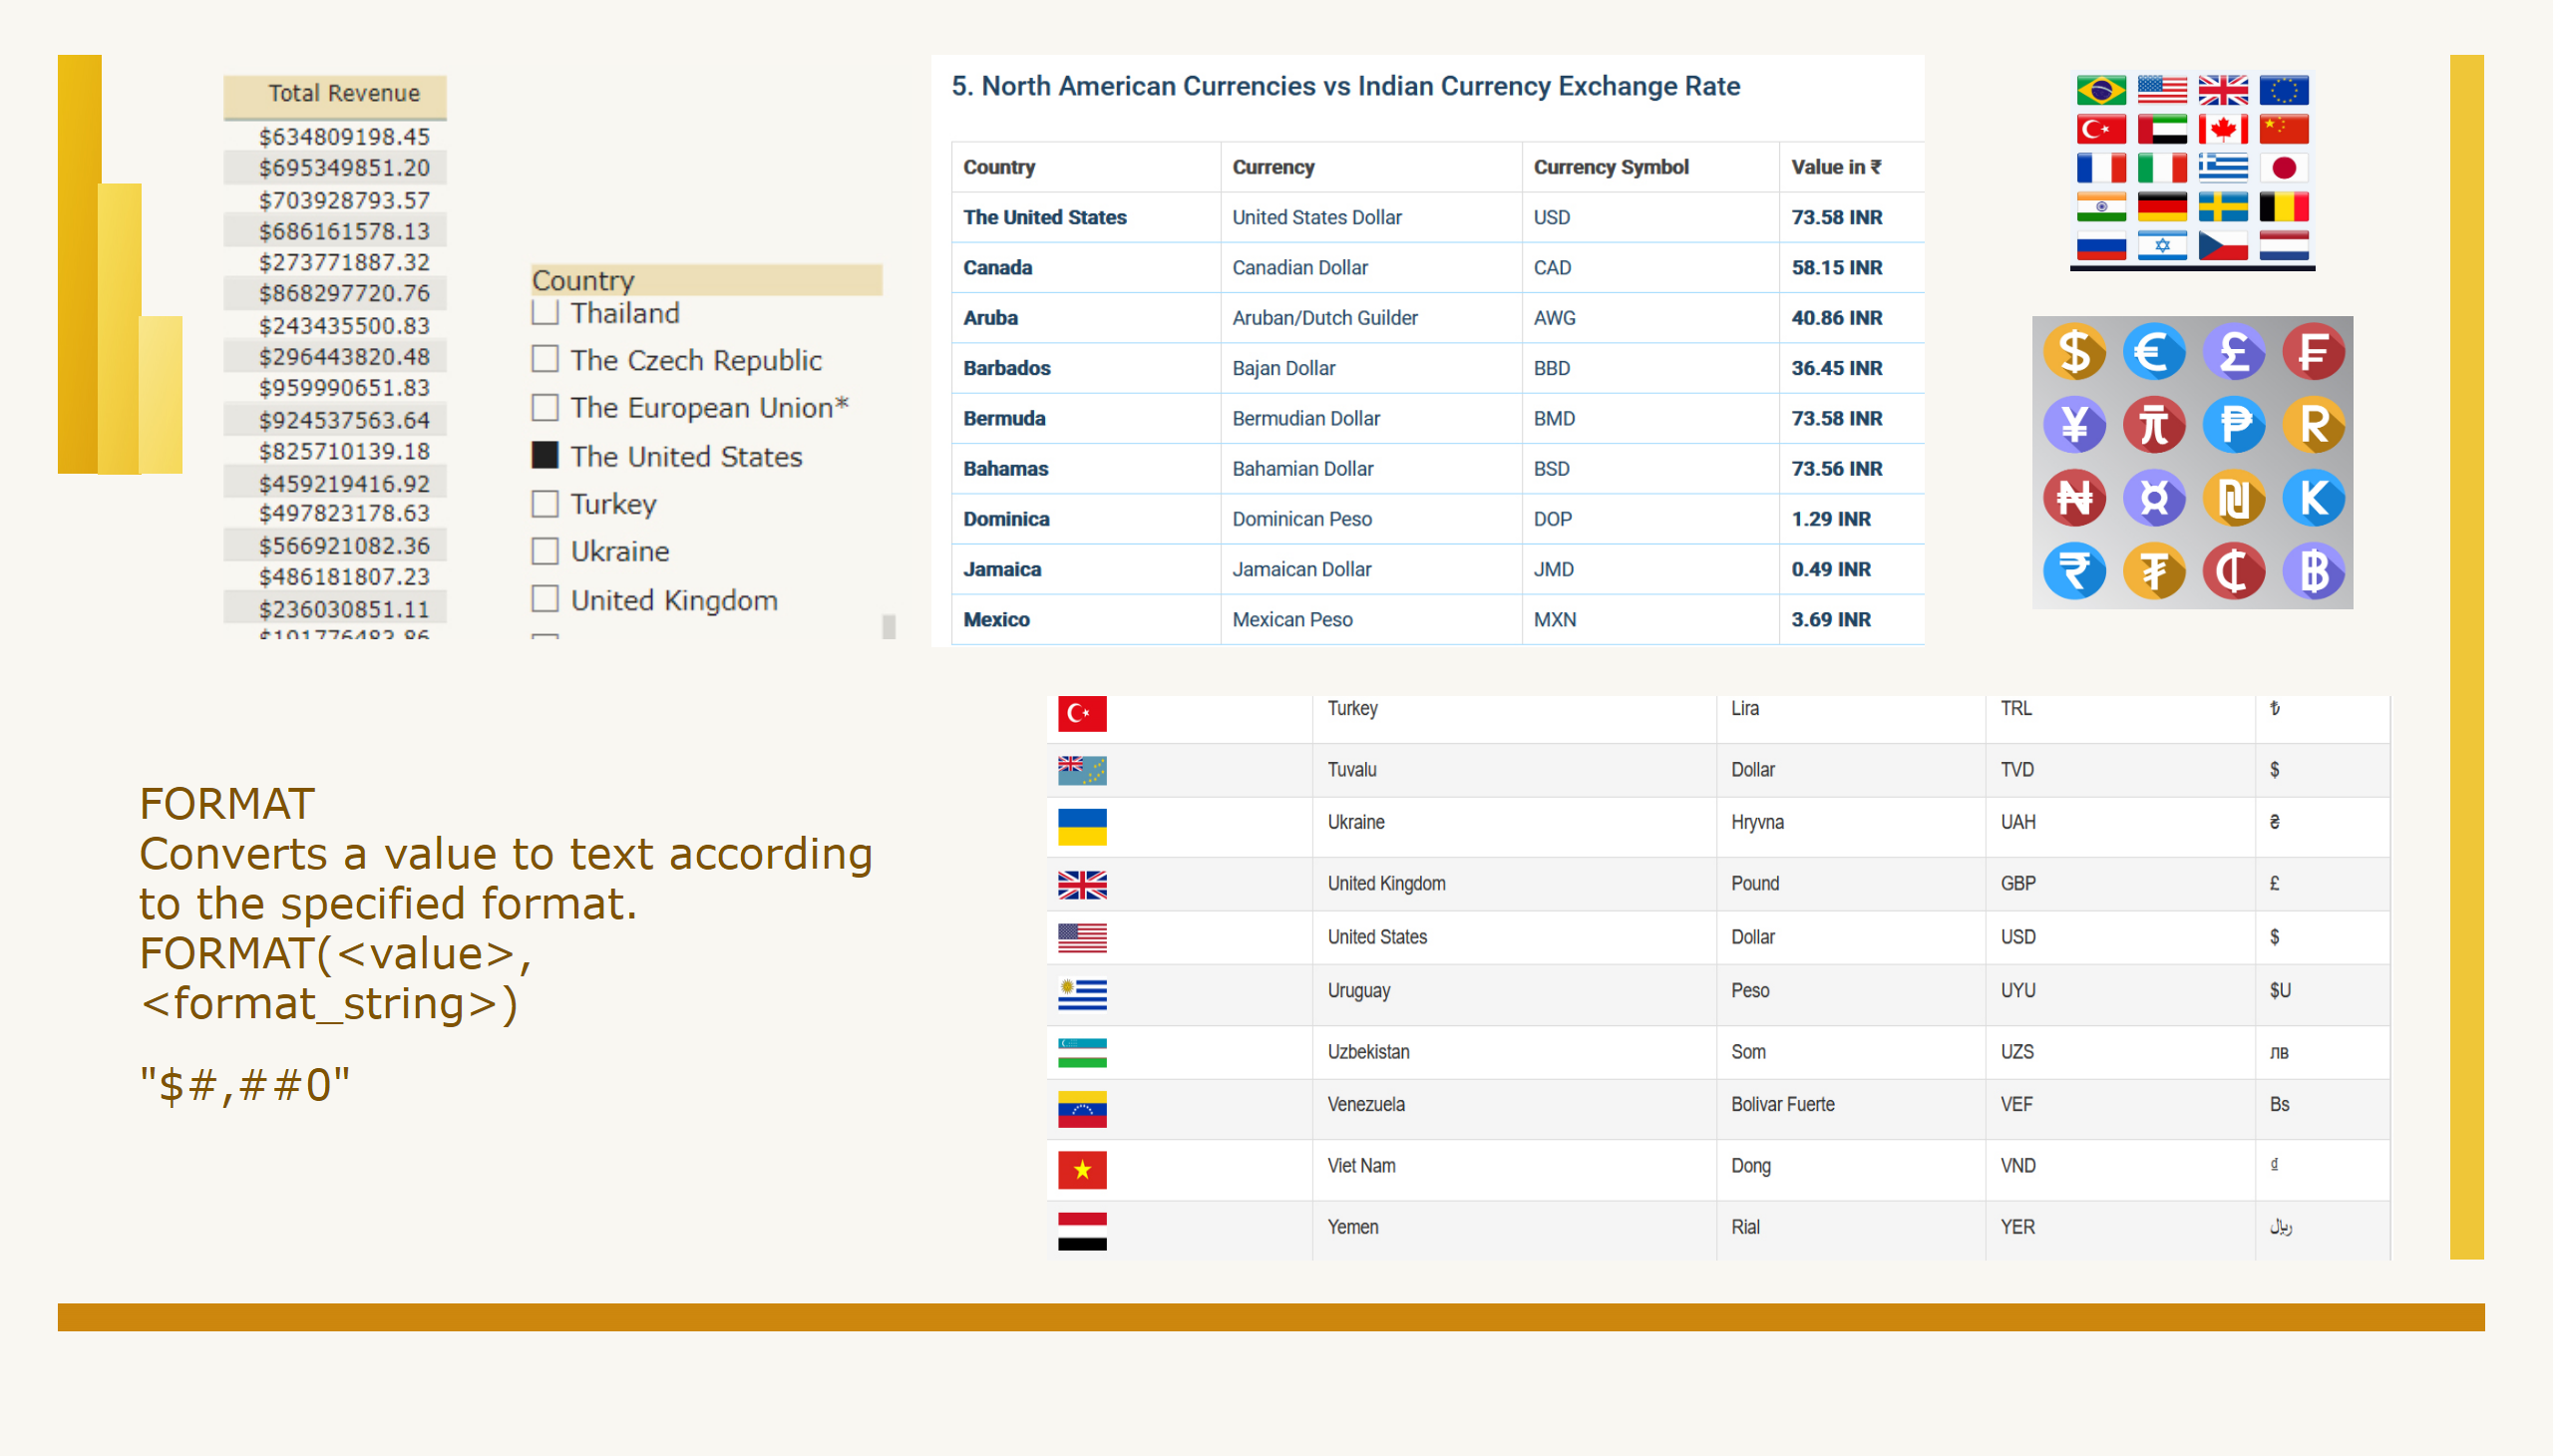 Total Revenue
$634809198.45
$695349851.20
$703928793.57
$686161578.13
$273771887.32
$868297720.76
$243435500.83
$296443820.48
$959990651.83
$924537563.64
$825710139.18
$459219416.92
$497823178.63
$566921082.36
$486181807.23
$236030851.11
$191776483.86
Country
Thailand
The Czech Republic
The European Union*
The United States
Turkey
Ukraine
United Kingdom
5. North American Currencies vs Indian Currency Exchange Rate
Country Currency Currency Symbol Value in ₹
The United States United States Dollar USD 73.58 INR
Canada Canadian Dollar CAD 58.15 INR
Aruba Aruban/Dutch Guilder AWG 40.86 INR
Barbados Bajan Dollar BBD 36.45 INR
Bermuda Bermudian Dollar BMD 73.58 INR
Bahamas Bahamian Dollar BSD 73.56 INR
Dominica Dominican Peso DOP 1.29 INR
Jamaica Jamaican Dollar JMD 0.49 INR
Mexico Mexican Peso MXN 3.69 INR
$ € £ ₣
¥ ₱ R
₦ ¤ ₪ K
₹ ₮ ₵ ฿
FORMAT
Converts a value to text according
to the specified format.
FORMAT(<value>,
<format_string>)
"$#,##0"
Turkey Lira TRL ₺
Tuvalu Dollar TVD $
Ukraine Hryvna UAH ₴
United Kingdom Pound GBP £
United States Dollar USD $
Uruguay Peso UYU $U
Uzbekistan Som UZS лв
Venezuela Bolivar Fuerte VEF Bs
Viet Nam Dong VND ₫
Yemen Rial YER ﷼